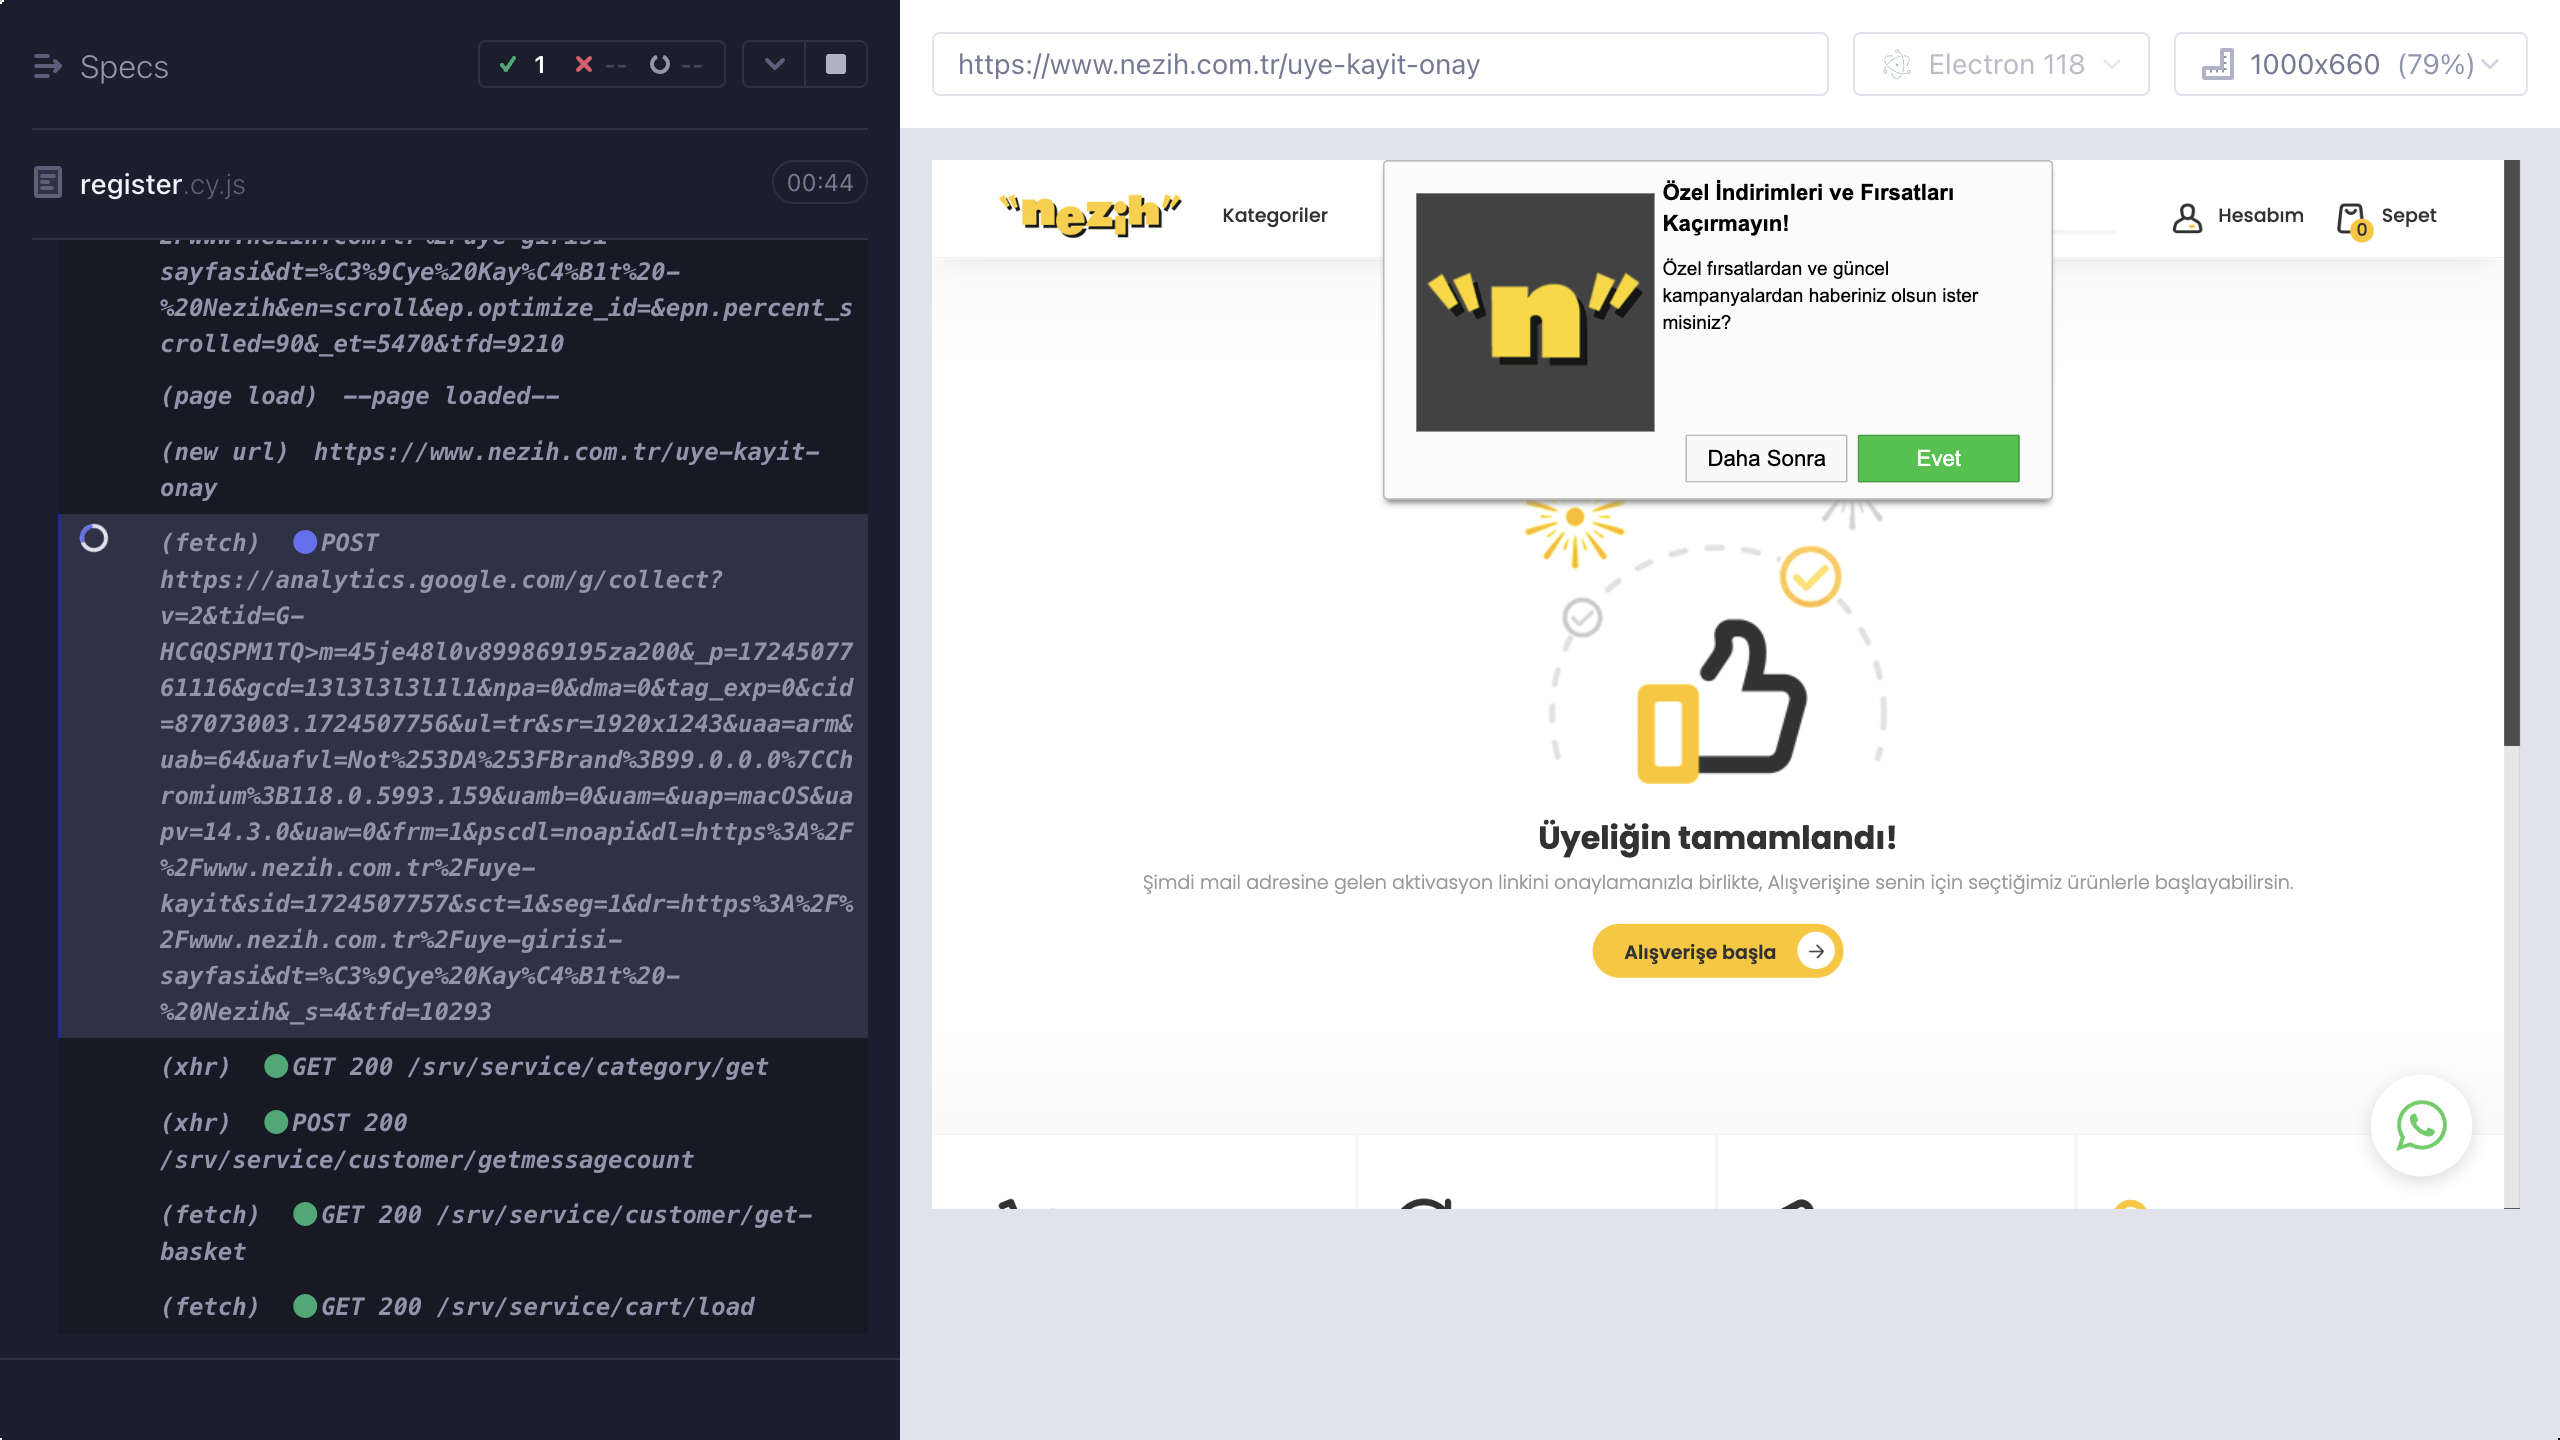 Specs
1
--
--
register.cy.js
00:44
sayfasi&dt=%C3%9Cye%20Kay%C4%B1t%20-
%20Nezih&en=scroll&ep.optimize_id=&epn.percent_s
crolled=90&_et=5470&tfd=9210
(page load) --page loaded--
(new url) https://www.nezih.com.tr/uye-kayit-
onay
(fetch) POST
https://analytics.google.com/g/collect?
v=2&tid=G-
HCGQSPM1TQ>m=45je48l0v899869195za200&_p=17245077
61116&gcd=13l3l3l3l1l1&npa=0&dma=0&tag_exp=0&cid
=87073003.1724507756&ul=tr&sr=1920x1243&uaa=arm&
uab=64&uafvl=Not%253DA%253FBrand%3B99.0.0.0%7CCh
romium%3B118.0.5993.159&uamb=0&uam=&uap=macOS&ua
pv=14.3.0&uaw=0&frm=1&pscdl=noapi&dl=https%3A%2F
%2Fwww.nezih.com.tr%2Fuye-
kayit&sid=1724507757&sct=1&seg=1&dr=https%3A%2F%
2Fwww.nezih.com.tr%2Fuye-girisi-
sayfasi&dt=%C3%9Cye%20Kay%C4%B1t%20-
%20Nezih&_s=4&tfd=10293
(xhr) GET 200 /srv/service/category/get
(xhr) POST 200
/srv/service/customer/getmessagecount
(fetch) GET 200 /srv/service/customer/get-
basket
(fetch) GET 200 /srv/service/cart/load
https://www.nezih.com.tr/uye-kayit-onay
Electron 118
1000x660 (79%)
"nezih"
Kategoriler
Hesabım
0
Sepet
"n"
Özel İndirimleri ve Fırsatları
Kaçırmayın!
Özel fırsatlardan ve güncel
kampanyalardan haberiniz olsun ister
misiniz?
Daha Sonra
Evet
Üyeliğin tamamlandı!
Şimdi mail adresine gelen aktivasyon linkini onaylamanızla birlikte, Alışverişine senin için seçtiğimiz ürünlerle başlayabilirsin.
Alışverişe başla